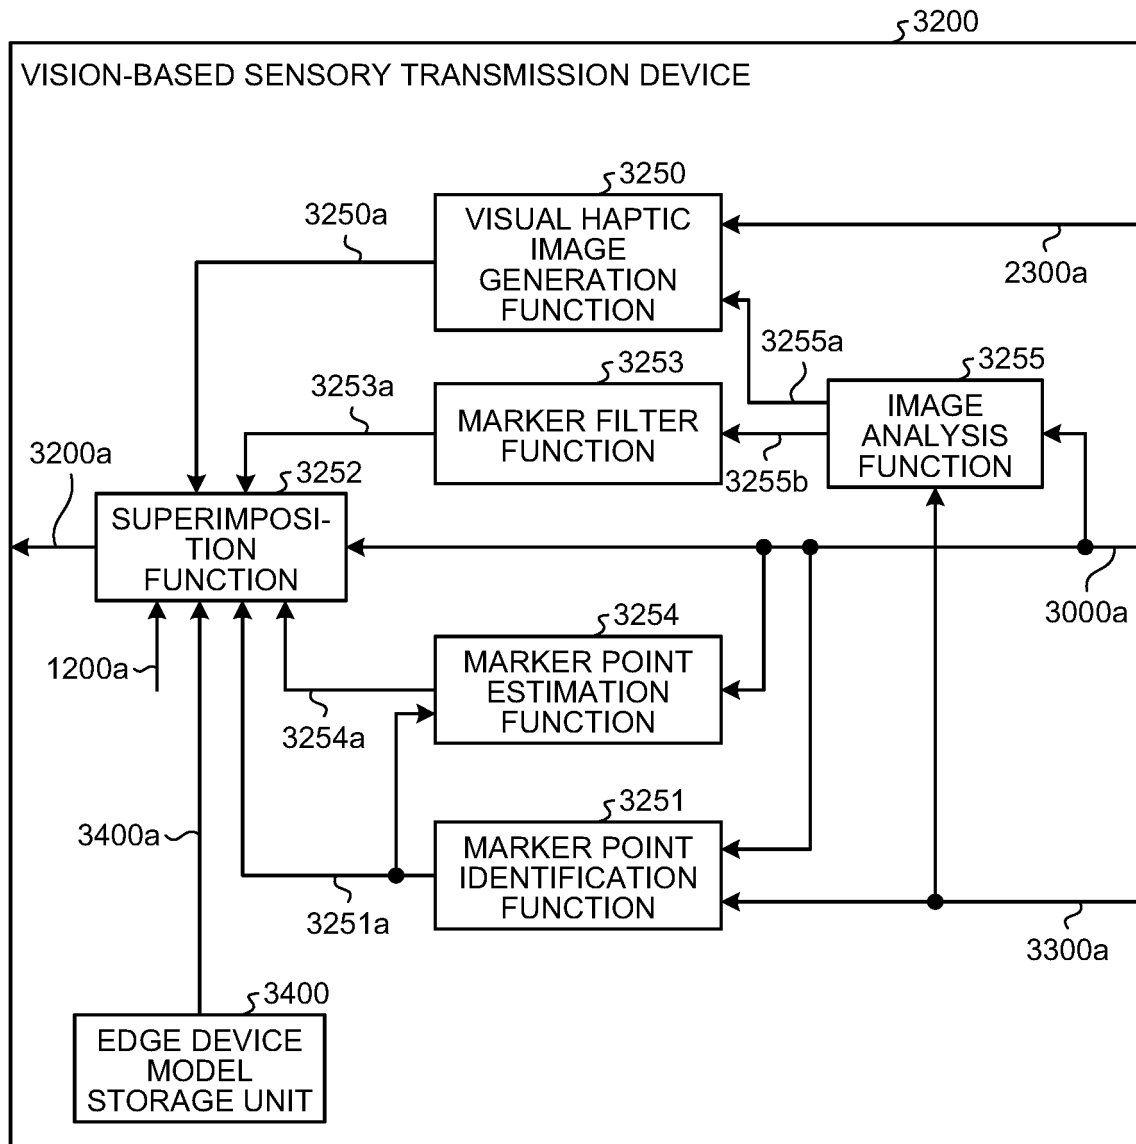 3200
VISION-BASED SENSORY TRANSMISSION DEVICE
3250
3250a
VISUAL HAPTIC
IMAGE
GENERATION
FUNCTION
2300a
3255a
3255
3253
3253a
MARKER FILTER
FUNCTION
IMAGE
ANALYSIS
FUNCTION
3255b
3200a
3252
SUPERIMPOSI-
TION
FUNCTION
3000a
3254
1200a
MARKER POINT
ESTIMATION
FUNCTION
3254a
3251
3400a
MARKER POINT
IDENTIFICATION
FUNCTION
3251a
3300a
3400
EDGE DEVICE
MODEL
STORAGE UNIT